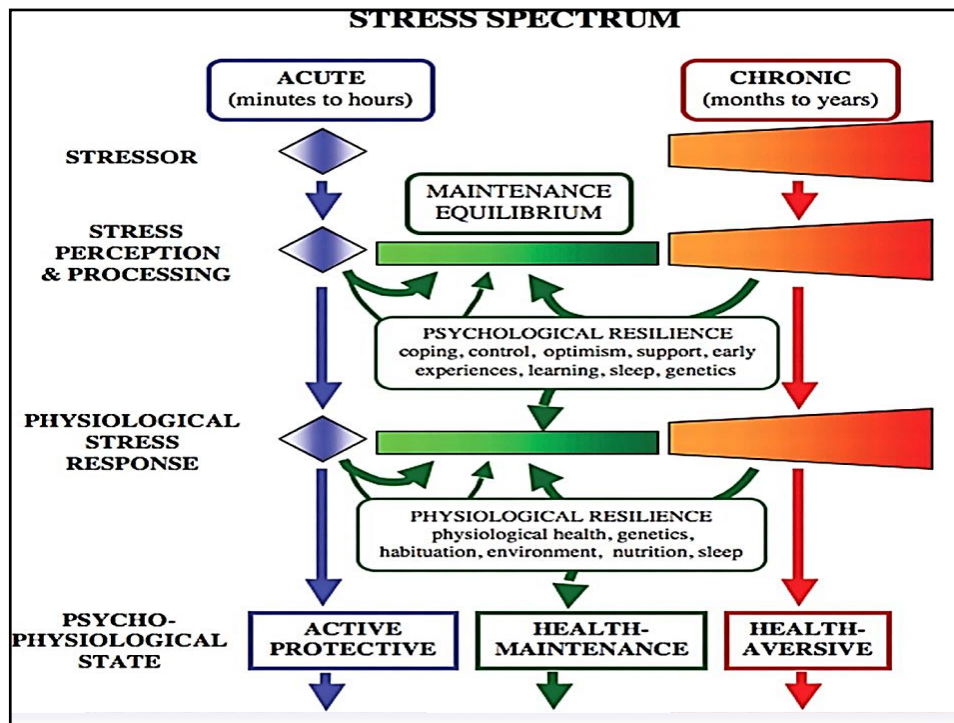 STRESS SPECTRUM
ACUTE
(minutes to hours)
CHRONIC
(months to years)
STRESSOR
MAINTENANCE
EQUILIBRIUM
STRESS
PERCEPTION
& PROCESSING
PSYCHOLOGICAL RESILIENCE
coping, control, optimism, support, early
experiences, learning, sleep, genetics
PHYSIOLOGICAL
STRESS
RESPONSE
PHYSIOLOGICAL RESILIENCE
physiological health, genetics,
habituation, environment, nutrition, sleep
PSYCHO-
PHYSIOLOGICAL
STATE
ACTIVE
PROTECTIVE
HEALTH-
MAINTENANCE
HEALTH-
AVERSIVE